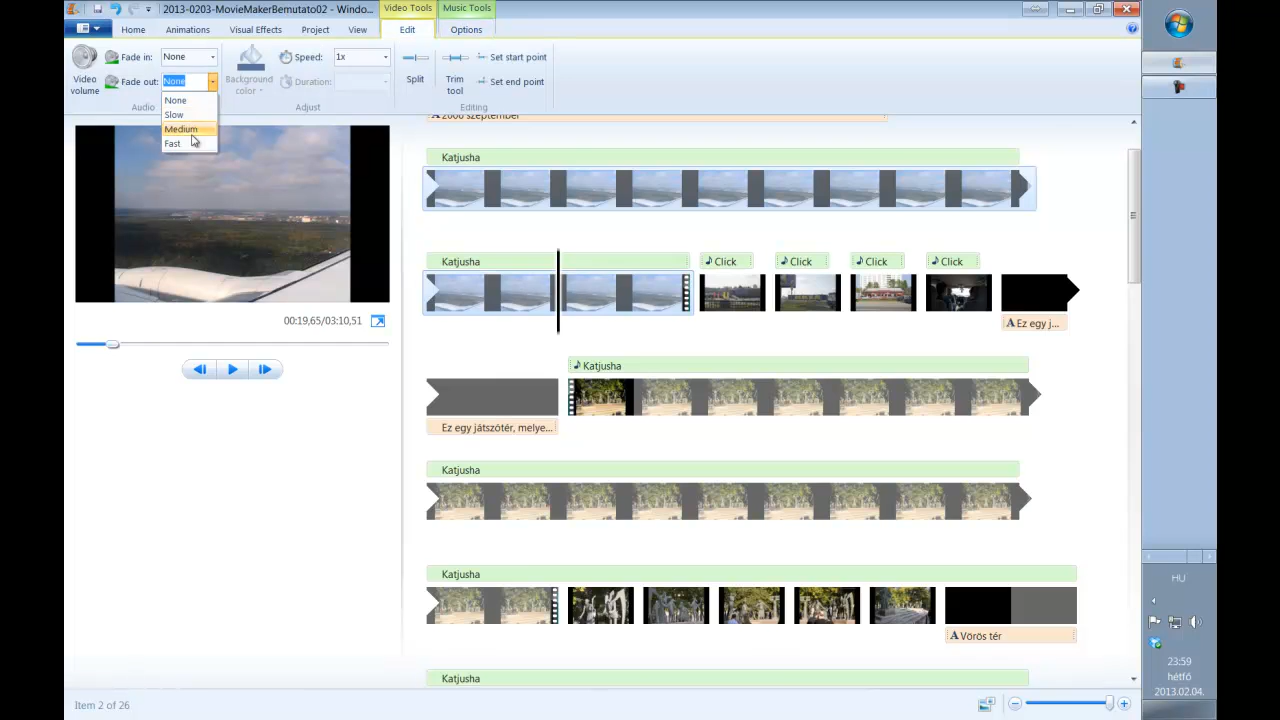 2013-0203-MovieMakerBemutato02 - Windo...
Video Tools
Music Tools
Home
Animations
Visual Effects
Project
View
Edit
Options
Video volume
Fade in:
None
Fade out:
None
Audio
None
Slow
Medium
Fast
Background color
Speed:
1x
Duration:
Adjust
Split
Trim tool
Set start point
Set end point
Editing
A 2008 szeptember
Katjusha
Katjusha
Click
Click
Click
Click
A Ez egy j...
00:19,65/03:10,51
Katjusha
Ez egy játszótér, melye...
Katjusha
Katjusha
A Vörös tér
Katjusha
Item 2 of 26
HU
23:59
hétfő
2013.02.04.